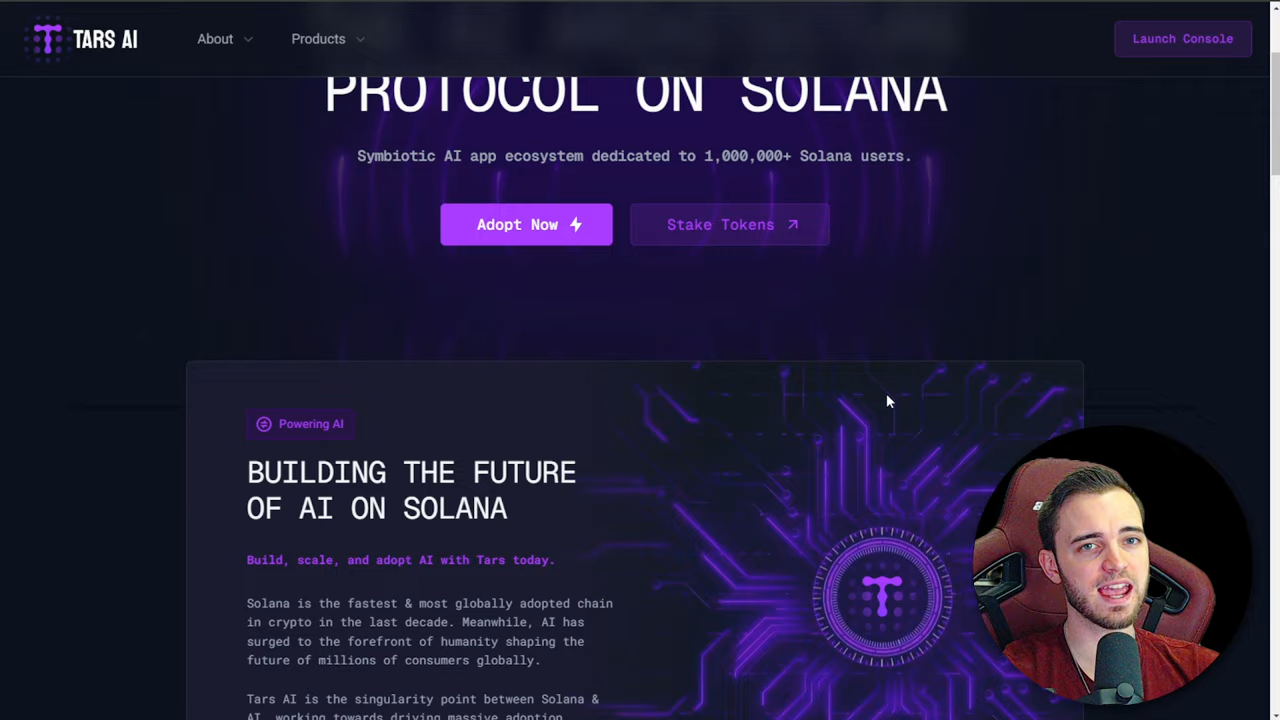 TARS AI
About
Products
Launch Console
PROTOCOL ON SOLANA
Symbiotic AI app ecosystem dedicated to 1,000,000+ Solana users.
Adopt Now
Stake Tokens
Powering AI
BUILDING THE FUTURE
OF AI ON SOLANA
Build, scale, and adopt AI with Tars today.
Solana is the fastest & most globally adopted chain
in crypto in the last decade. Meanwhile, AI has
surged to the forefront of humanity shaping the
future of millions of consumers globally.
Tars AI is the singularity point between Solana &
AI, working towards driving massive adoption